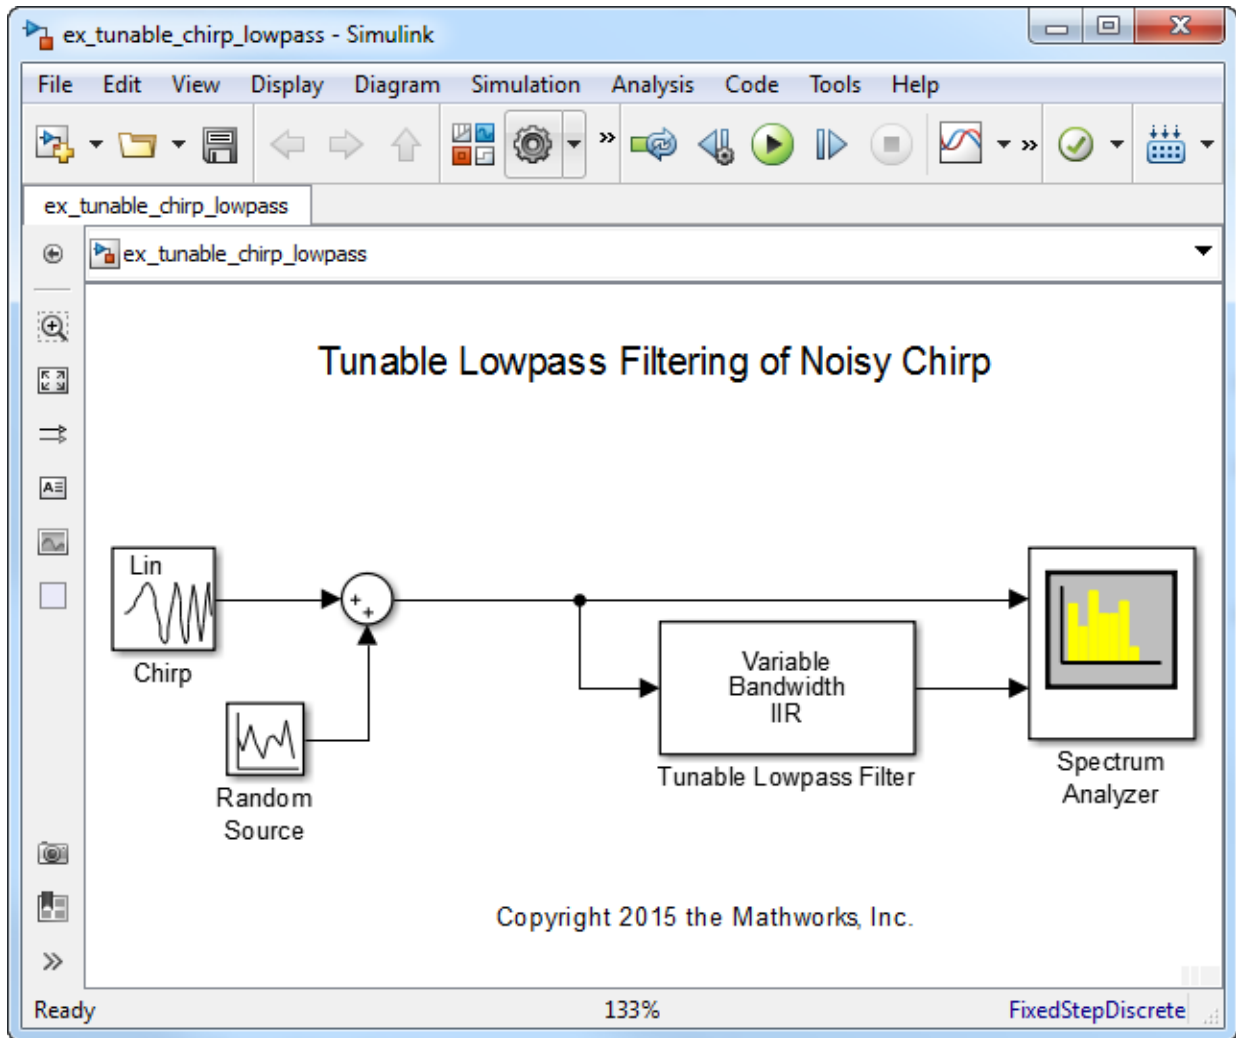 ex_tunable_chirp_lowpass - Simulink
File Edit View Display Diagram Simulation Analysis Code Tools Help
ex_tunable_chirp_lowpass
ex_tunable_chirp_lowpass
Tunable Lowpass Filtering of Noisy Chirp
Lin
Chirp
Random
Source
Variable
Bandwidth
IIR
Tunable Lowpass Filter
Spectrum
Analyzer
Copyright 2015 the Mathworks, Inc.
Ready 133% FixedStepDiscrete